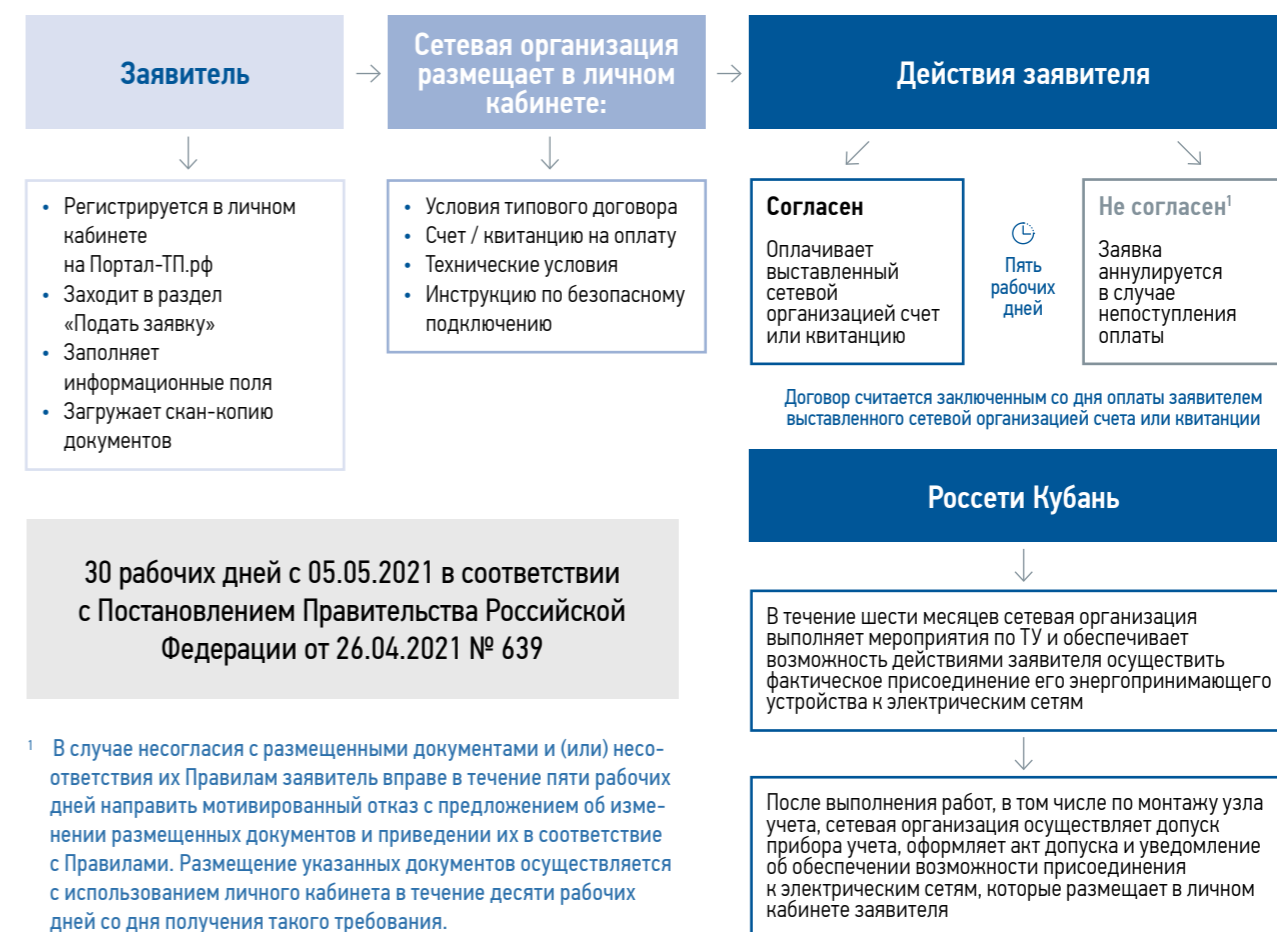 Заявитель
Сетевая организация
размещает в личном
кабинете:
Действия заявителя
• Регистрируется в личном
кабинете
на Портал-ТП.рф
• Заходит в раздел
«Подать заявку»
• Заполняет
информационные поля
• Загружает скан-копию
документов
• Условия типового договора
• Счет / квитанцию на оплату
• Технические условия
• Инструкцию по безопасному
подключению
Согласен
Оплачивает
выставленный
сетевой
организацией счет
или квитанцию
Пять
рабочих
дней
Не согласен¹
Заявка
аннулируется
в случае
непоступления
оплаты
Договор считается заключенным со дня оплаты заявителем
выставленного сетевой организацией счета или квитанции
Россети Кубань
В течение шести месяцев сетевая организация
выполняет мероприятия по ТУ и обеспечивает
возможность действиями заявителя осуществить
фактическое присоединение его энергопринимающего
устройства к электрическим сетям
После выполнения работ, в том числе по монтажу узла
учета, сетевая организация осуществляет допуск
прибора учета, оформляет акт допуска и уведомление
об обеспечении возможности присоединения
к электрическим сетям, которые размещает в личном
кабинете заявителя
30 рабочих дней с 05.05.2021 в соответствии
с Постановлением Правительства Российской
Федерации от 26.04.2021 № 639
¹ В случае несогласия с размещенными документами и (или) несо-
ответствия их Правилам заявитель вправе в течение пяти рабочих
дней направить мотивированный отказ с предложением об изме-
нении размещенных документов и приведении их в соответствие
с Правилами. Размещение указанных документов осуществляется
с использованием личного кабинета в течение десяти рабочих
дней со дня получения такого требования.